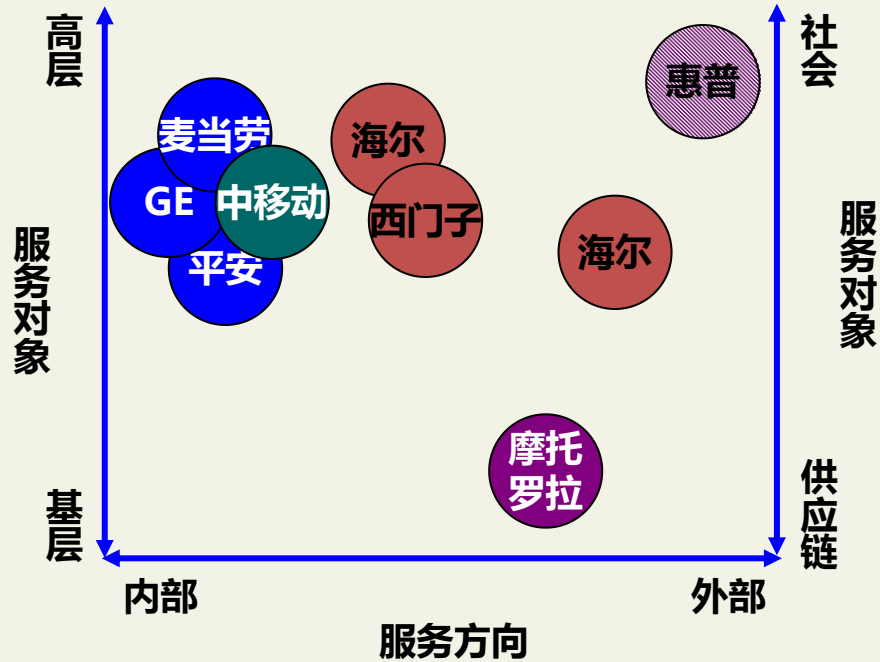 高层
社会
惠普
麦当劳
海尔
GE
中移动
西门子
海尔
平安
服务对象
服务对象
摩托
罗拉
基层
供应链
内部
外部
服务方向